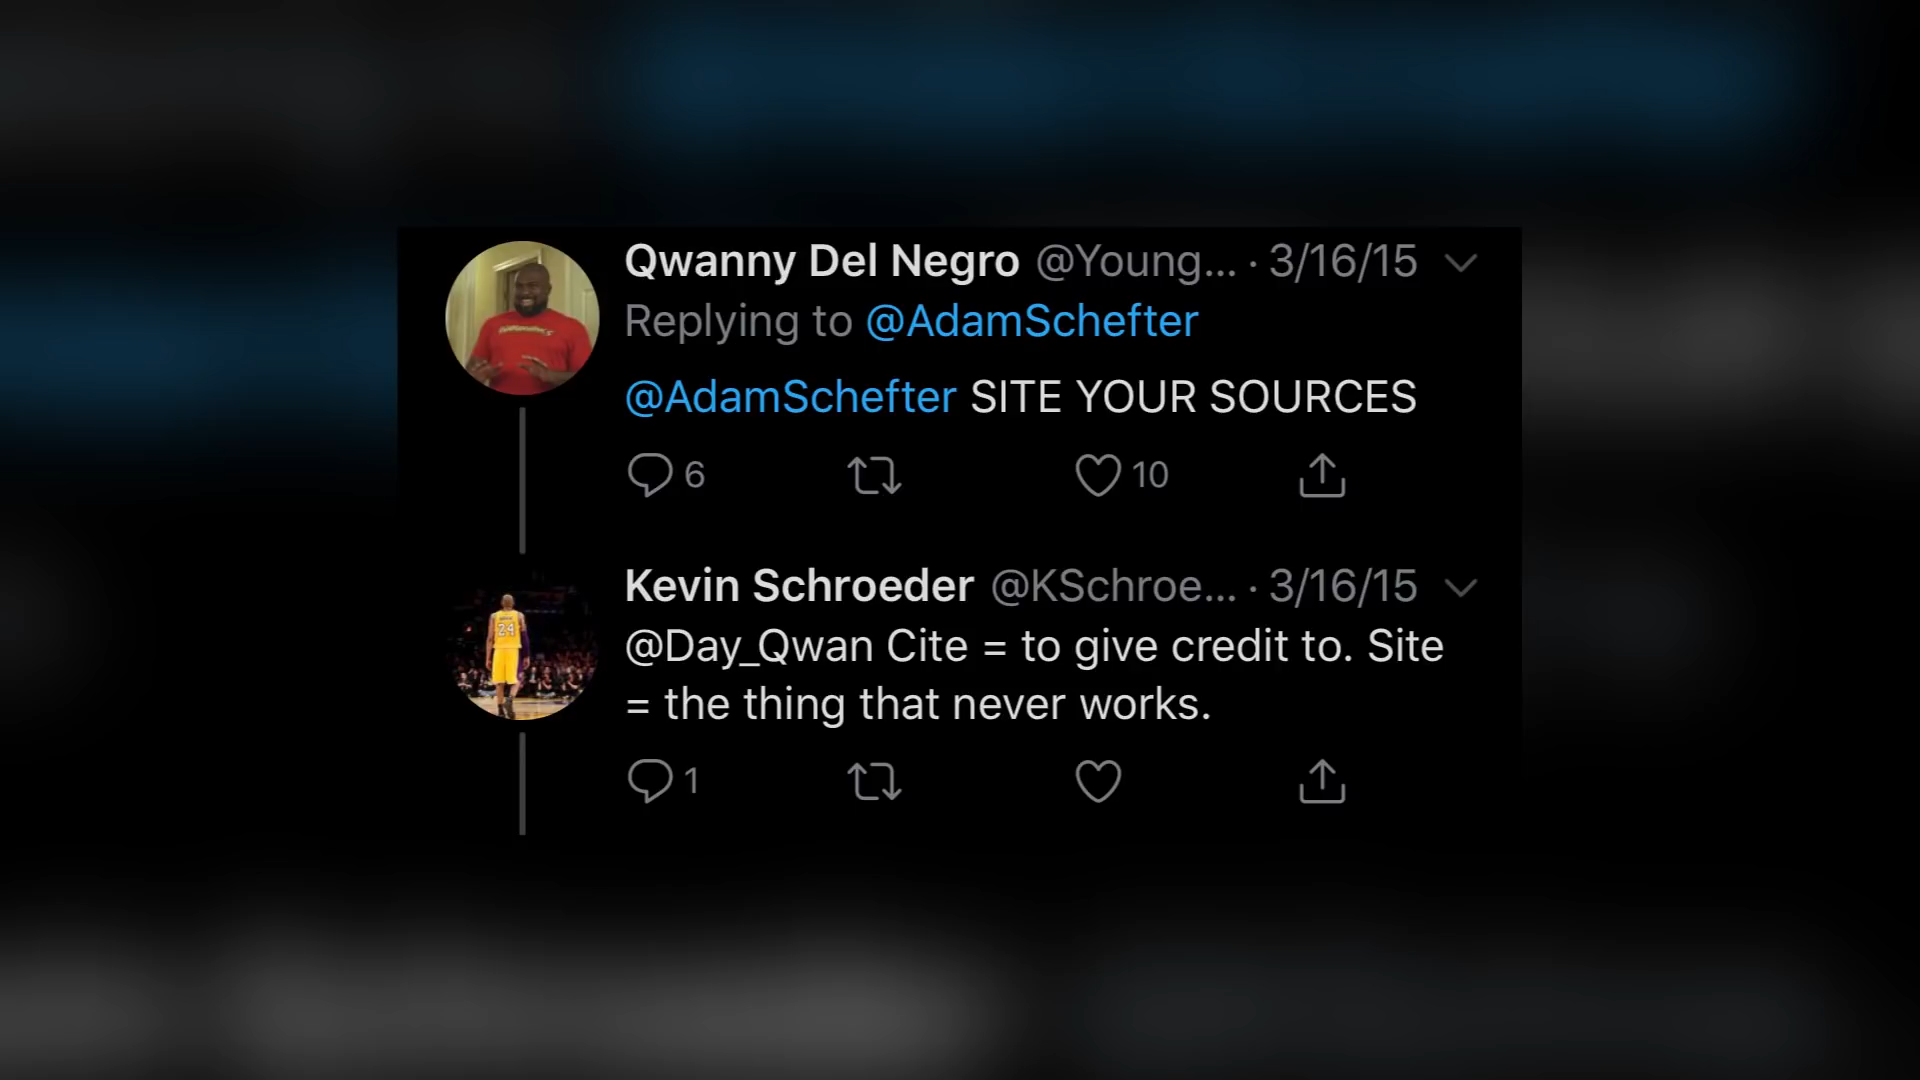 Qwanny Del Negro @Young... · 3/16/15
Replying to @AdamSchefter
@AdamSchefter SITE YOUR SOURCES
6 10
Kevin Schroeder @KSchroe... · 3/16/15
@Day_Qwan Cite = to give credit to. Site
= the thing that never works.
1
24